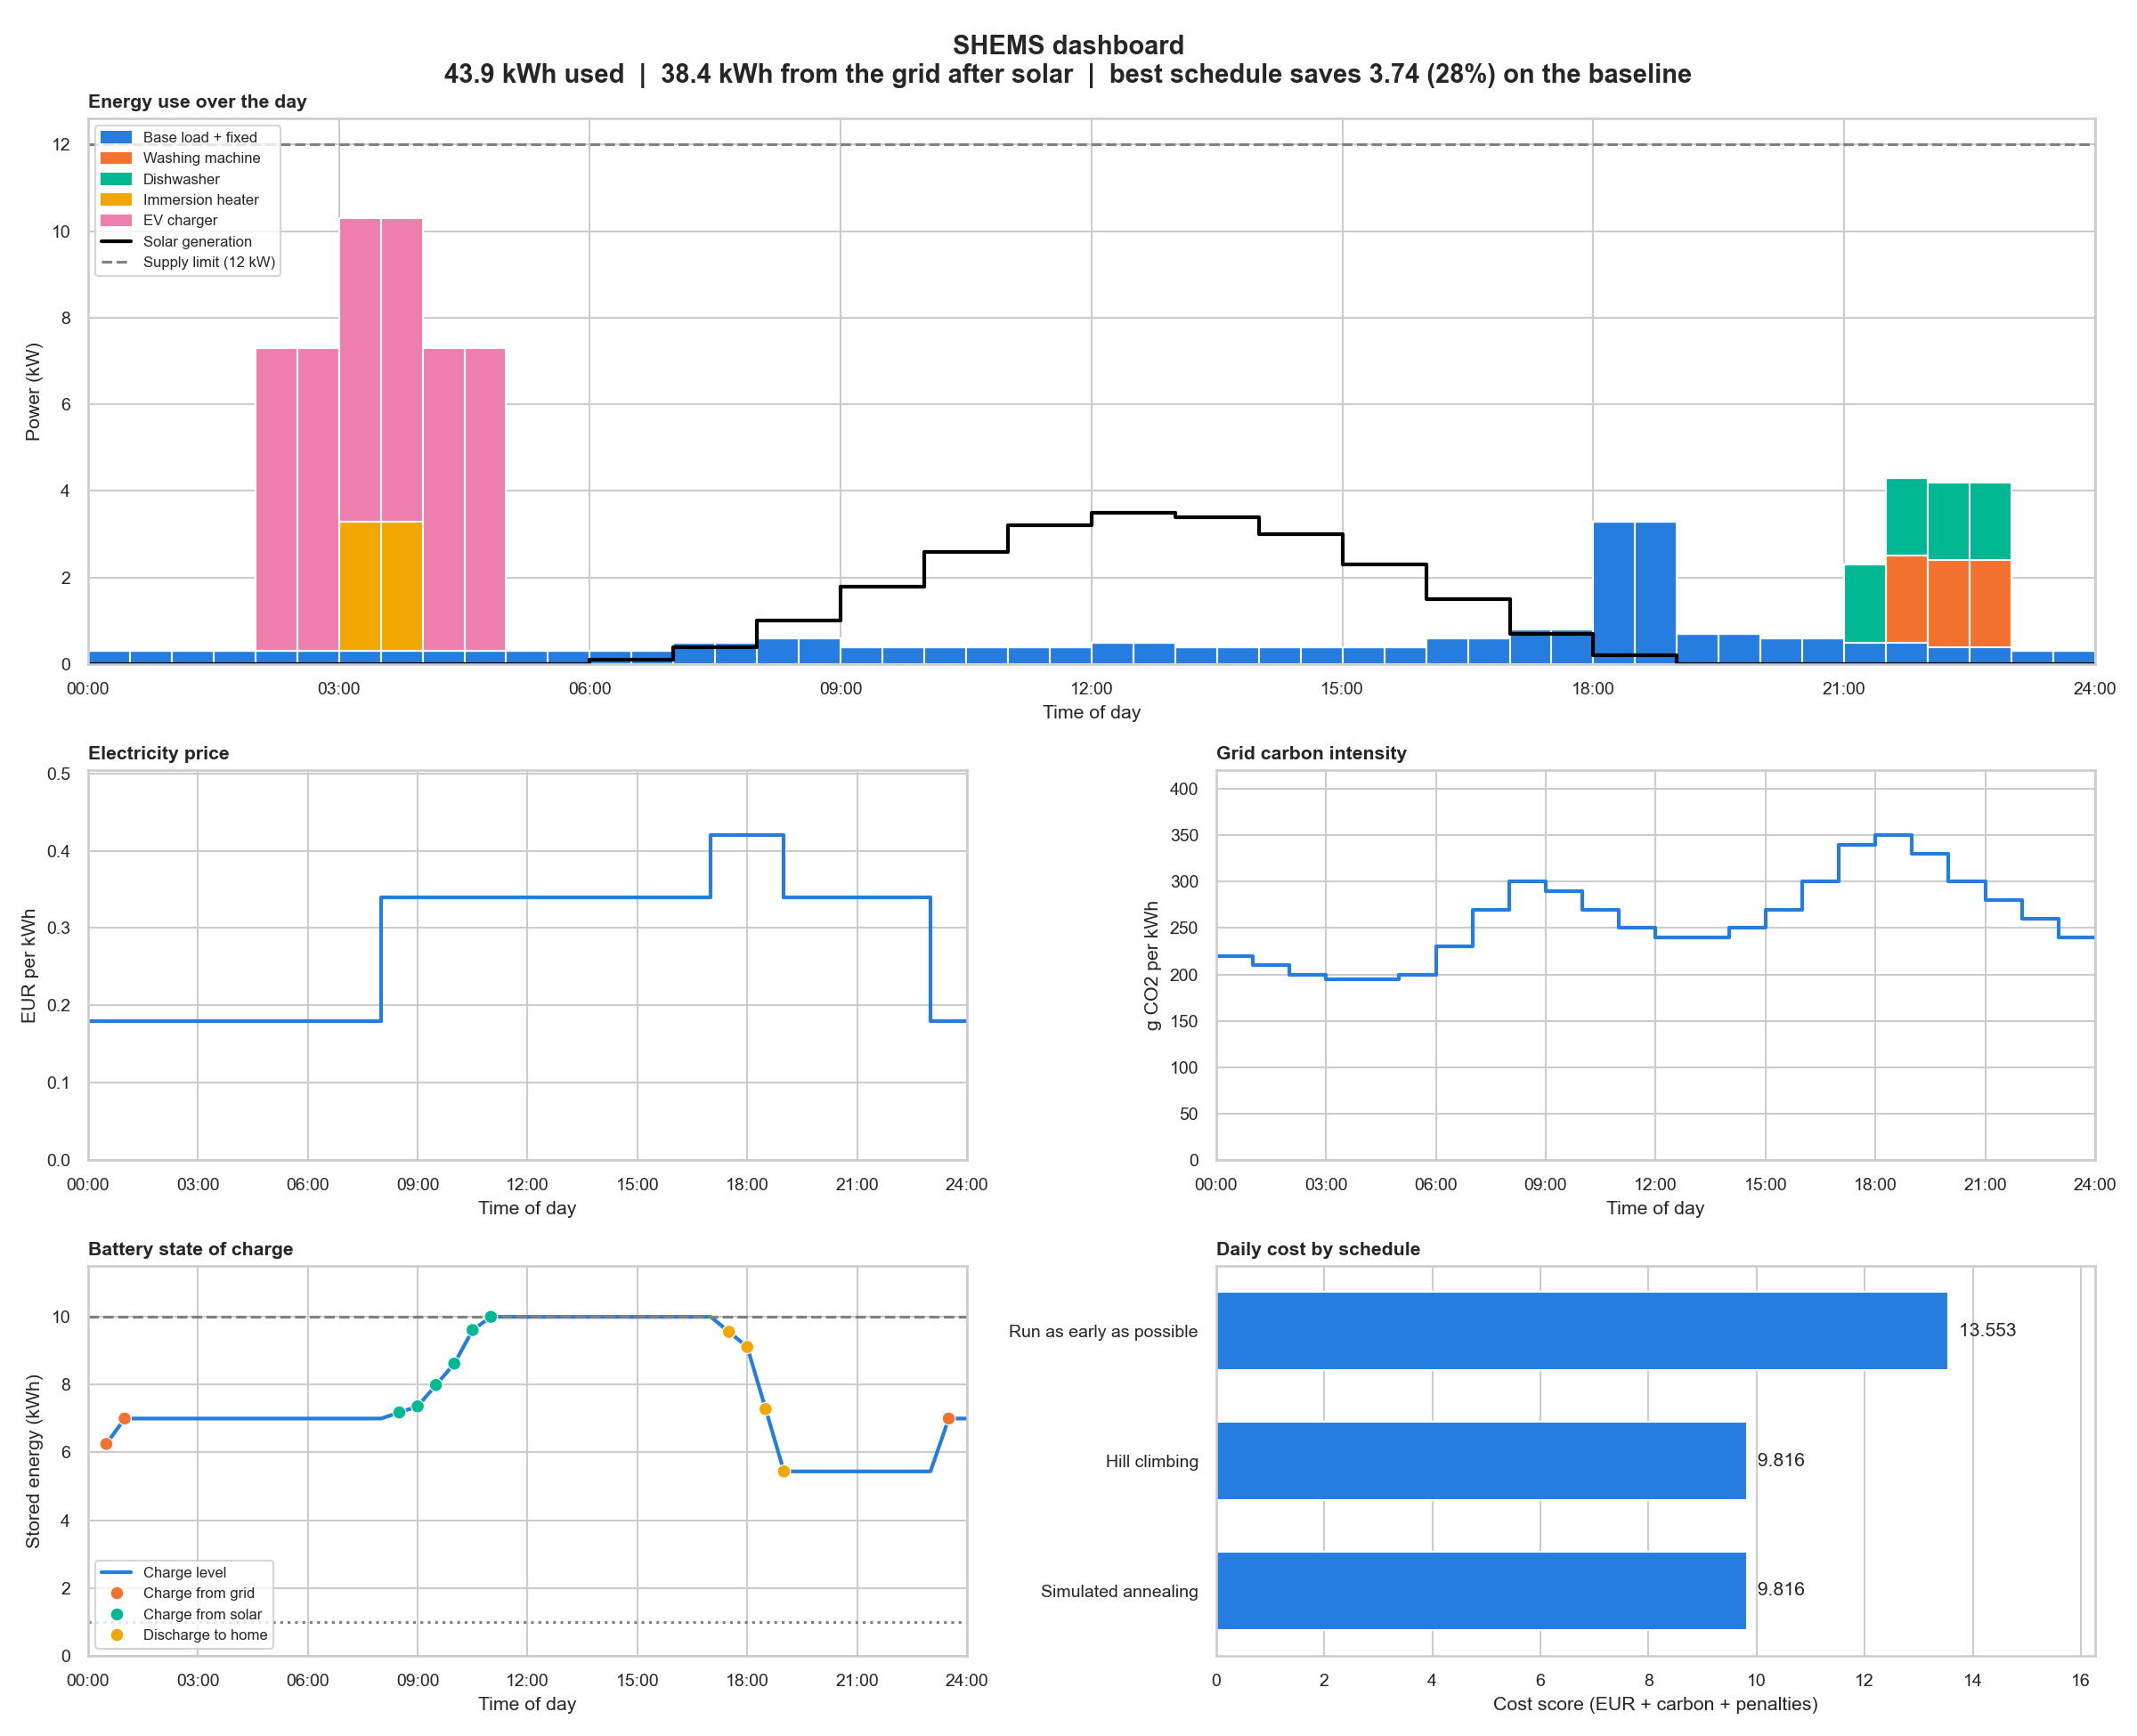 SHEMS dashboard
43.9 kWh used | 38.4 kWh from the grid after solar | best schedule saves 3.74 (28%) on the baseline
Energy use over the day
Base load + fixed
Washing machine
Dishwasher
Immersion heater
EV charger
Solar generation
Supply limit (12 kW)
Power (kW)
12
10
8
6
4
2
0
00:00 03:00 06:00 09:00 12:00 15:00 18:00 21:00 24:00
Time of day
Electricity price
EUR per kWh
0.5
0.4
0.3
0.2
0.1
0.0
00:00 03:00 06:00 09:00 12:00 15:00 18:00 21:00 24:00
Time of day
Grid carbon intensity
g CO2 per kWh
400
350
300
250
200
150
100
50
0
00:00 03:00 06:00 09:00 12:00 15:00 18:00 21:00 24:00
Time of day
Battery state of charge
Stored energy (kWh)
10
8
6
4
2
0
Charge level
Charge from grid
Charge from solar
Discharge to home
00:00 03:00 06:00 09:00 12:00 15:00 18:00 21:00 24:00
Time of day
Daily cost by schedule
Run as early as possible 13.553
Hill climbing 9.816
Simulated annealing 9.816
0 2 4 6 8 10 12 14 16
Cost score (EUR + carbon + penalties)